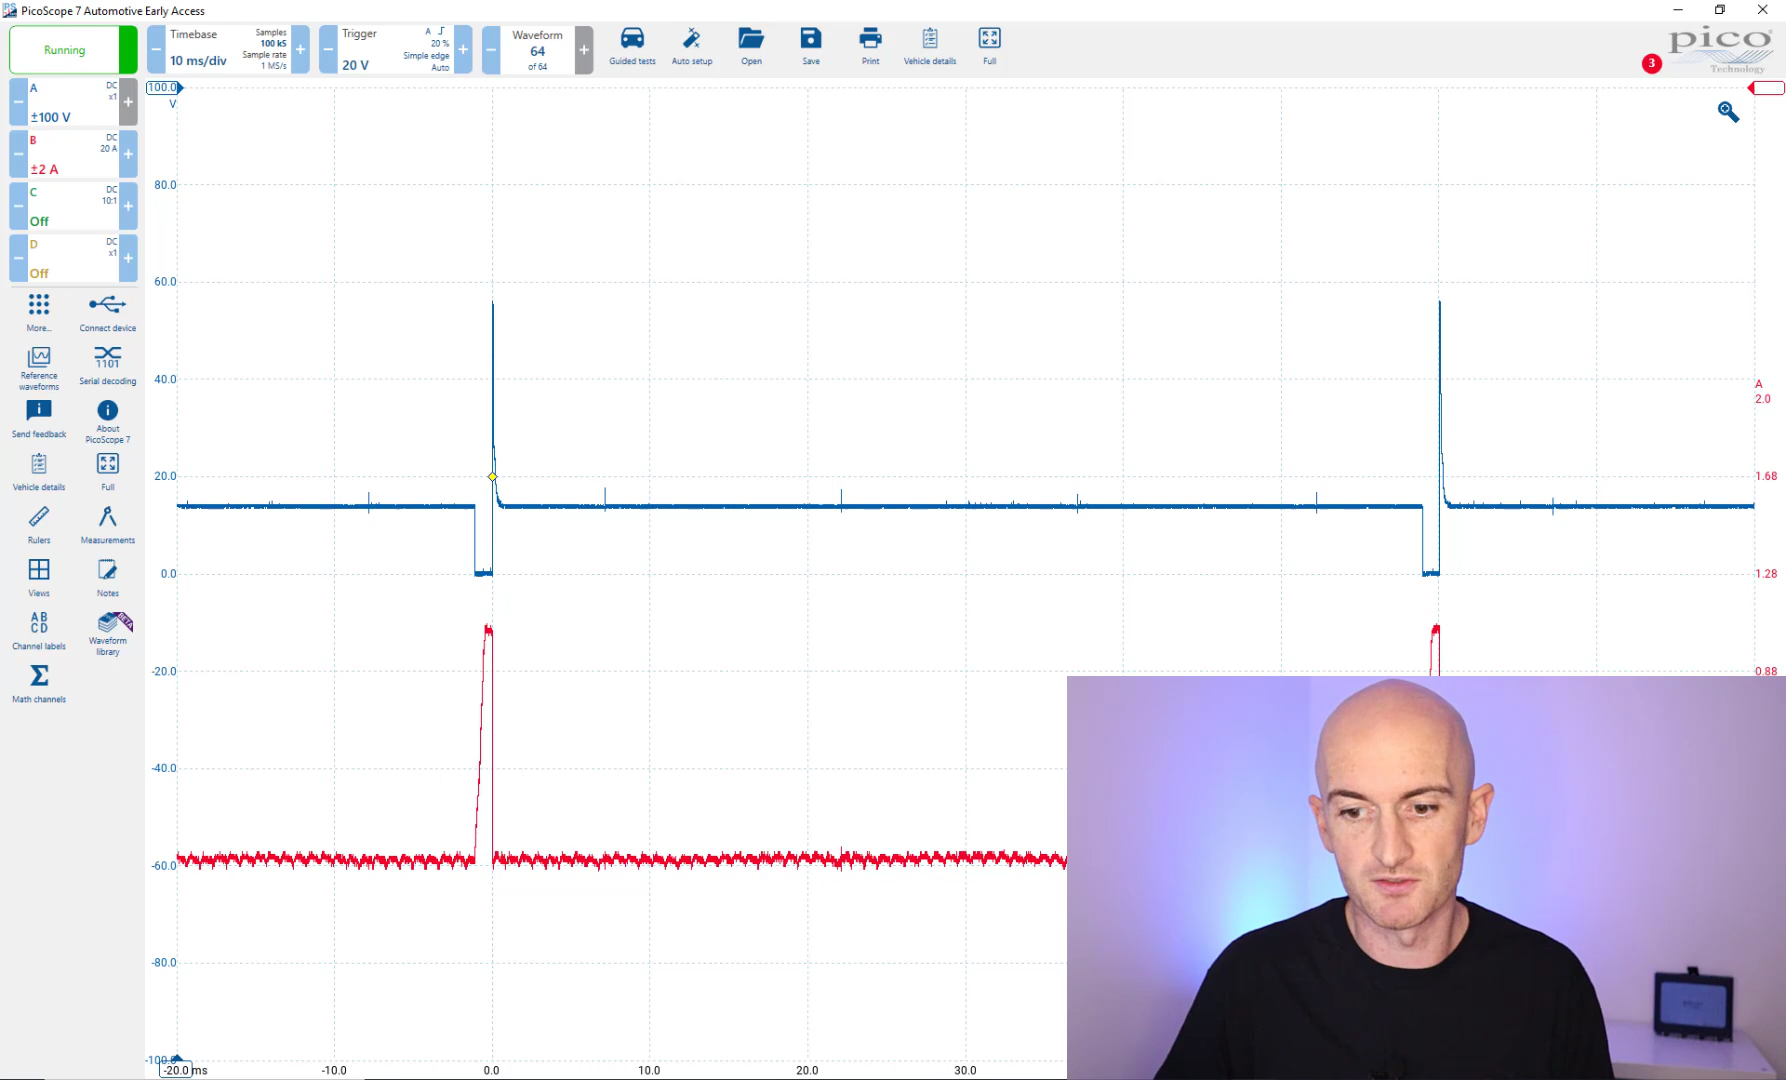 PicoScope 7 Automotive Early Access
Running
Timebase
10 ms/div
Samples
100 kS
Sample rate
1 MS/s
Trigger
20 V
A
20 %
Simple edge
Auto
Waveform
64
of 64
Guided tests
Auto setup
Open
Save
Print
Vehicle details
Full
3
pico
Technology
A
DC
x1
±100 V
B
DC
20 A
±2 A
C
DC
10:1
Off
D
DC
x1
Off
More...
Connect device
Reference
waveforms
Serial decoding
Send feedback
About
PicoScope 7
Vehicle details
Full
Rulers
Measurements
Views
Notes
Channel labels
Waveform
library
BETA
Math channels
100.0
V
80.0
60.0
40.0
20.0
0.0
-20.0
-40.0
-60.0
-80.0
-100.0
A
2.0
1.68
1.28
0.88
-20.0 ms
-10.0
0.0
10.0
20.0
30.0